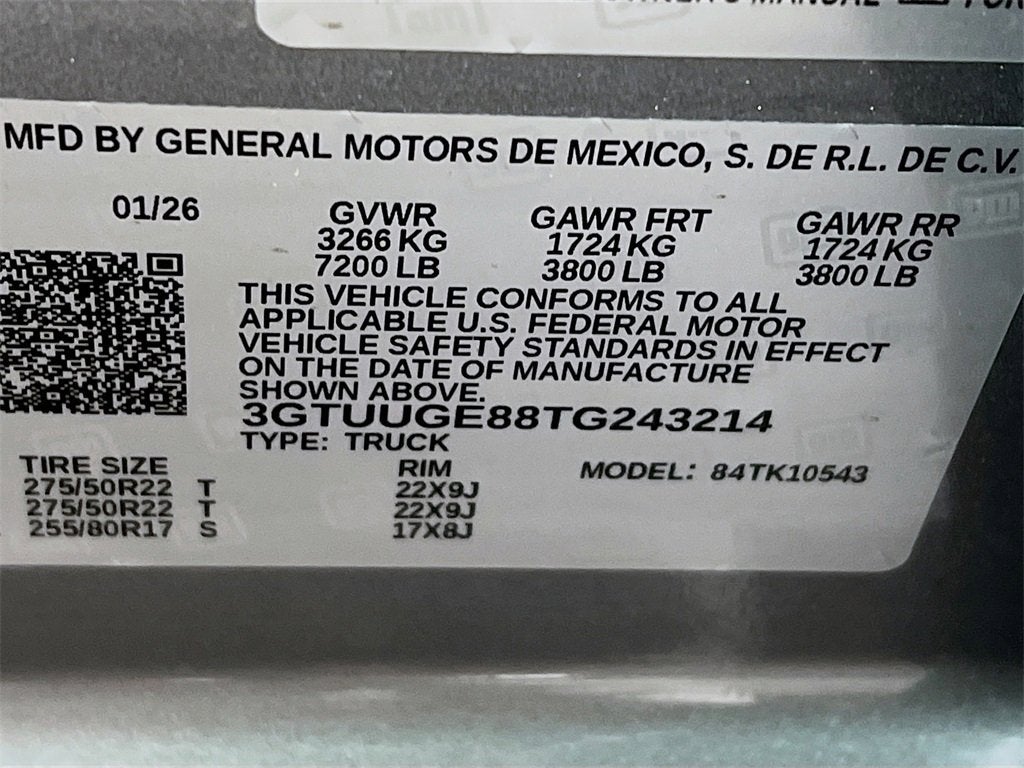 OWNER'S MANUAL FOR
MFD BY GENERAL MOTORS DE MEXICO, S. DE R.L. DE C.V.
01/26 GVWR GAWR FRT GAWR RR
3266 KG 1724 KG 1724 KG
7200 LB 3800 LB 3800 LB
THIS VEHICLE CONFORMS TO ALL
APPLICABLE U.S. FEDERAL MOTOR
VEHICLE SAFETY STANDARDS IN EFFECT
ON THE DATE OF MANUFACTURE
SHOWN ABOVE.
3GTUUGE88TG243214
TYPE: TRUCK
TIRE SIZE RIM MODEL: 84TK10543
275/50R22 T 22X9J
275/50R22 T 22X9J
255/80R17 S 17X8J